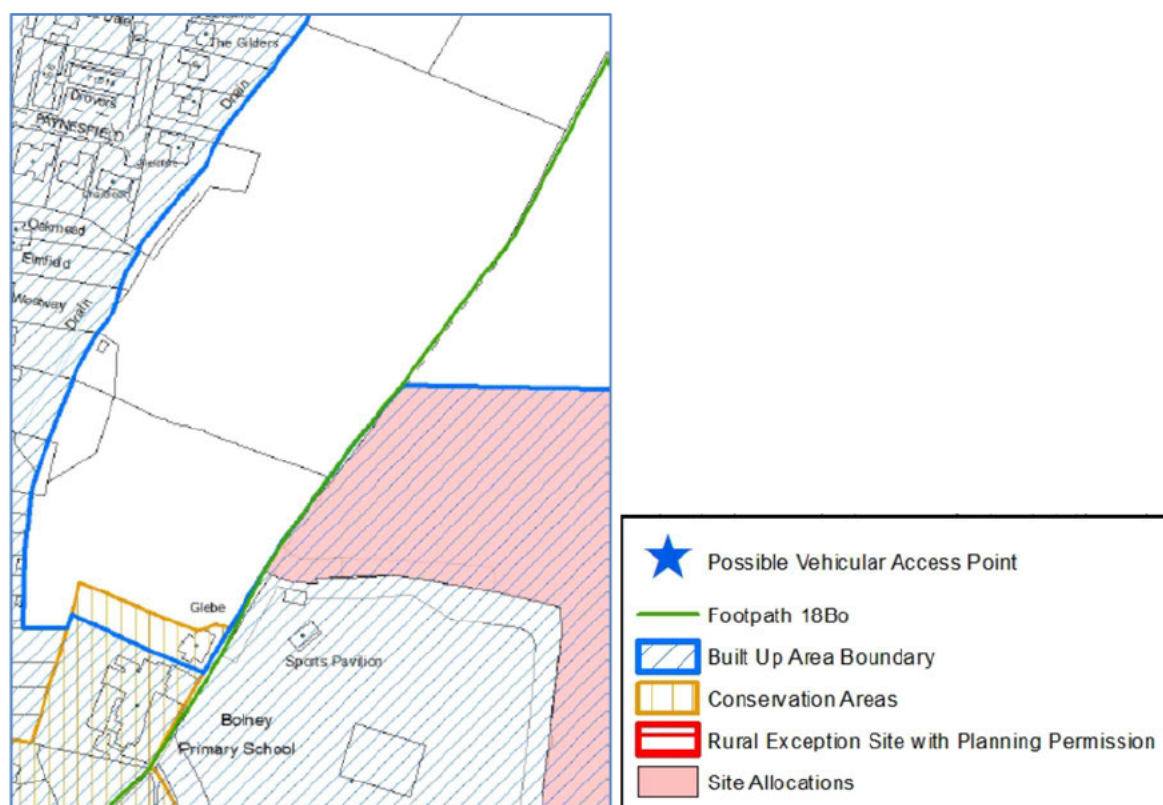 The Gilders
Drain
Drovers
PAYNESFIELD
Oakmead
Elmfield
Westway
Drain
Glebe
Sports Pavilion
Bolney
Primary School
Possible Vehicular Access Point
Footpath 18Bo
Built Up Area Boundary
Conservation Areas
Rural Exception Site with Planning Permission
Site Allocations